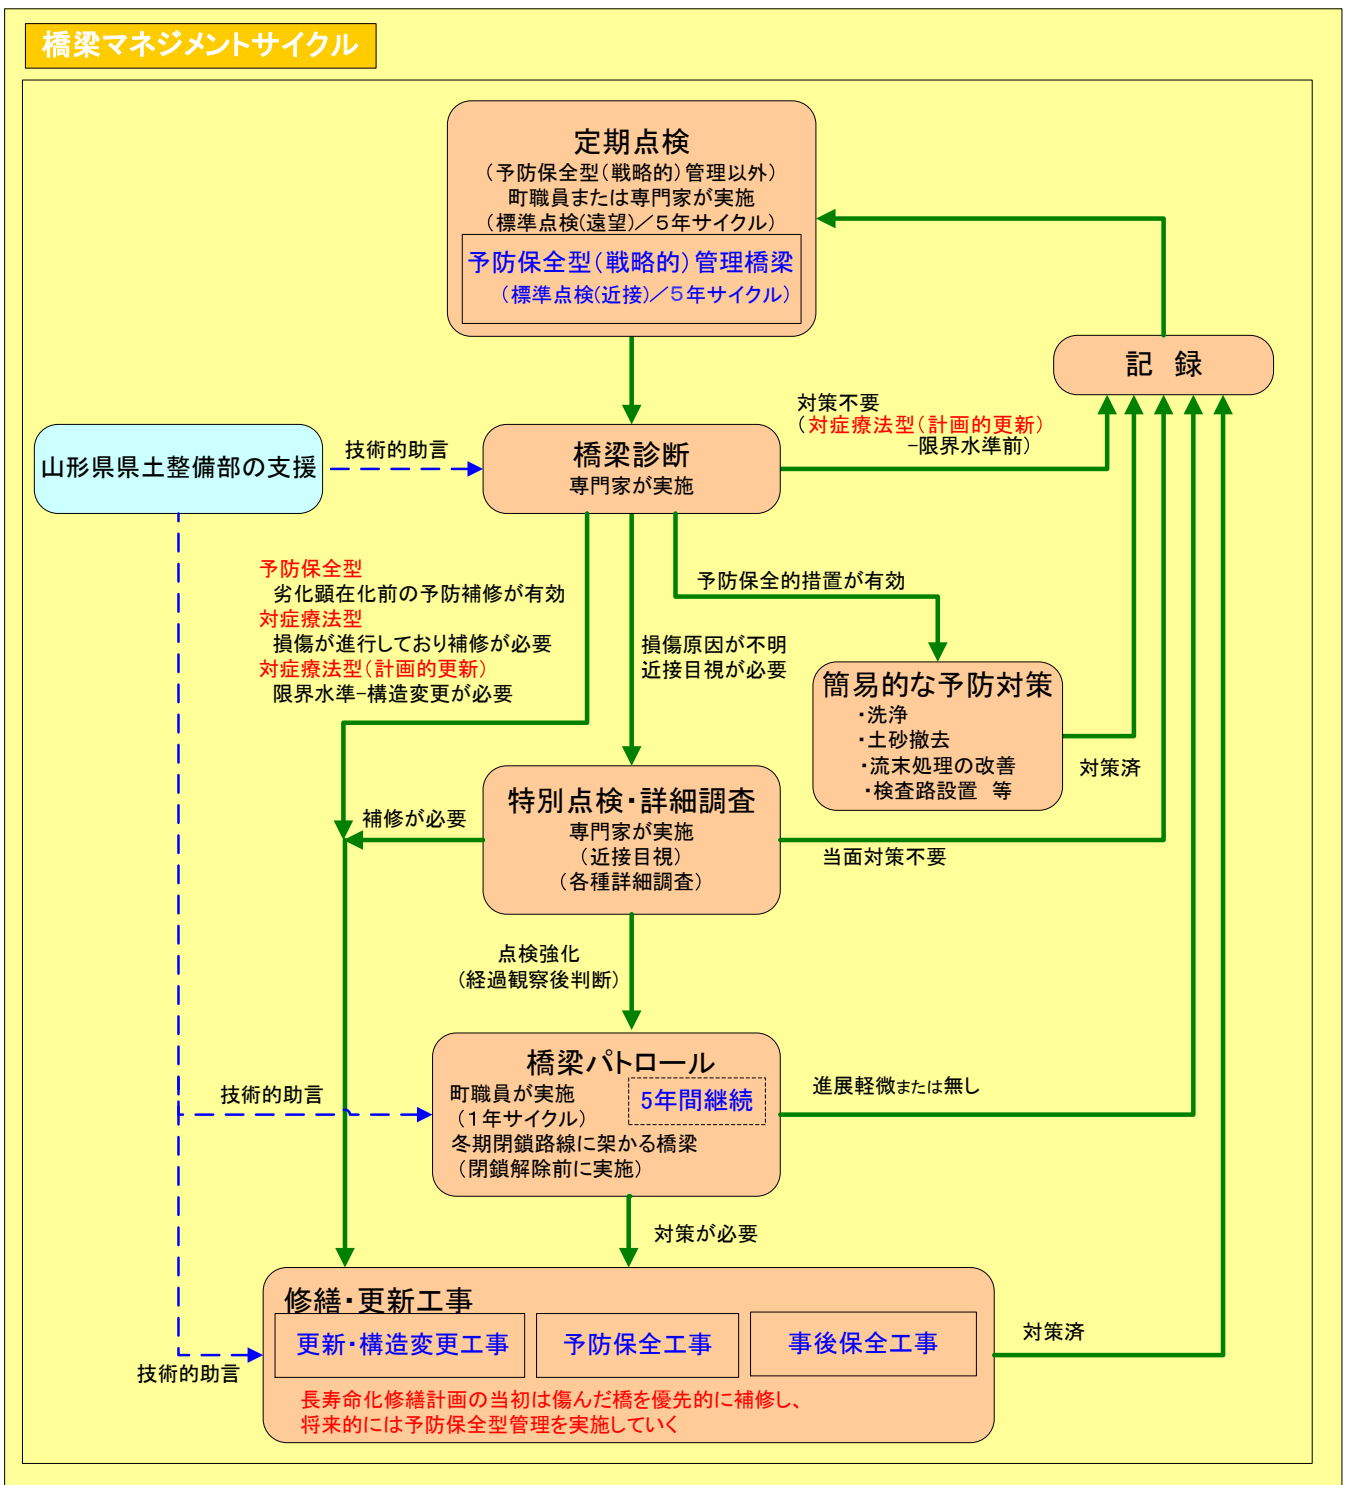 橋梁マネジメントサイクル
定期点検
(予防保全型(戦略的)管理以外)
町職員または専門家が実施
(標準点検(遠望)/5年サイクル)
予防保全型(戦略的)管理橋梁
(標準点検(近接)/5年サイクル)
記 録
対策不要
(対症療法型(計画的更新)
-限界水準前)
山形県県土整備部の支援
技術的助言
橋梁診断
専門家が実施
予防保全型
劣化顕在化前の予防補修が有効
対症療法型
損傷が進行しており補修が必要
対症療法型(計画的更新)
限界水準-構造変更が必要
損傷原因が不明
近接目視が必要
予防保全的措置が有効
簡易的な予防対策
・洗浄
・土砂撤去
・流末処理の改善
・検査路設置 等
対策済
補修が必要
特別点検・詳細調査
専門家が実施
(近接目視)
(各種詳細調査)
当面対策不要
点検強化
(経過観察後判断)
技術的助言
橋梁パトロール
町職員が実施
(1年サイクル)
5年間継続
冬期閉鎖路線に架かる橋梁
(閉鎖解除前に実施)
進展軽微または無し
対策が必要
技術的助言
修繕・更新工事
更新・構造変更工事
予防保全工事
事後保全工事
長寿命化修繕計画の当初は傷んだ橋を優先的に補修し、
将来的には予防保全型管理を実施していく
対策済